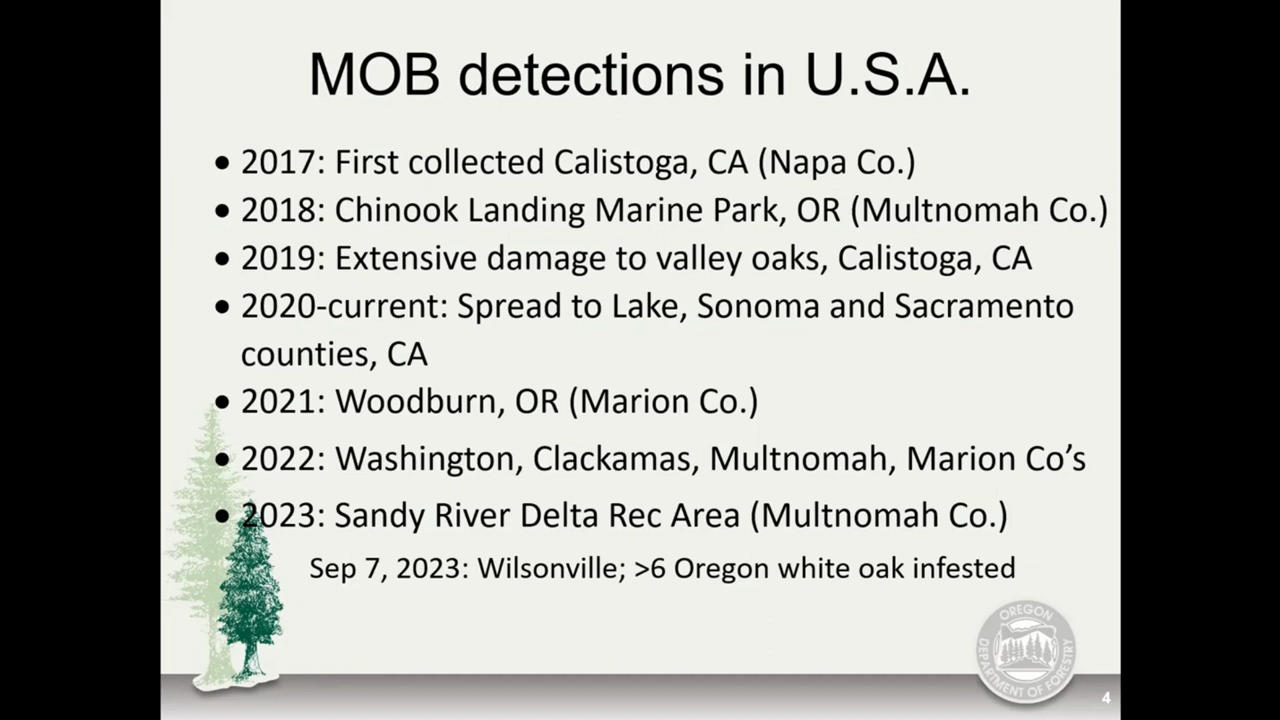 MOB detections in U.S.A.
• 2017: First collected Calistoga, CA (Napa Co.)
• 2018: Chinook Landing Marine Park, OR (Multnomah Co.)
• 2019: Extensive damage to valley oaks, Calistoga, CA
• 2020-current: Spread to Lake, Sonoma and Sacramento
counties, CA
• 2021: Woodburn, OR (Marion Co.)
• 2022: Washington, Clackamas, Multnomah, Marion Co’s
• 2023: Sandy River Delta Rec Area (Multnomah Co.)
Sep 7, 2023: Wilsonville; >6 Oregon white oak infested
OREGON
DEPARTMENT OF FORESTRY
4